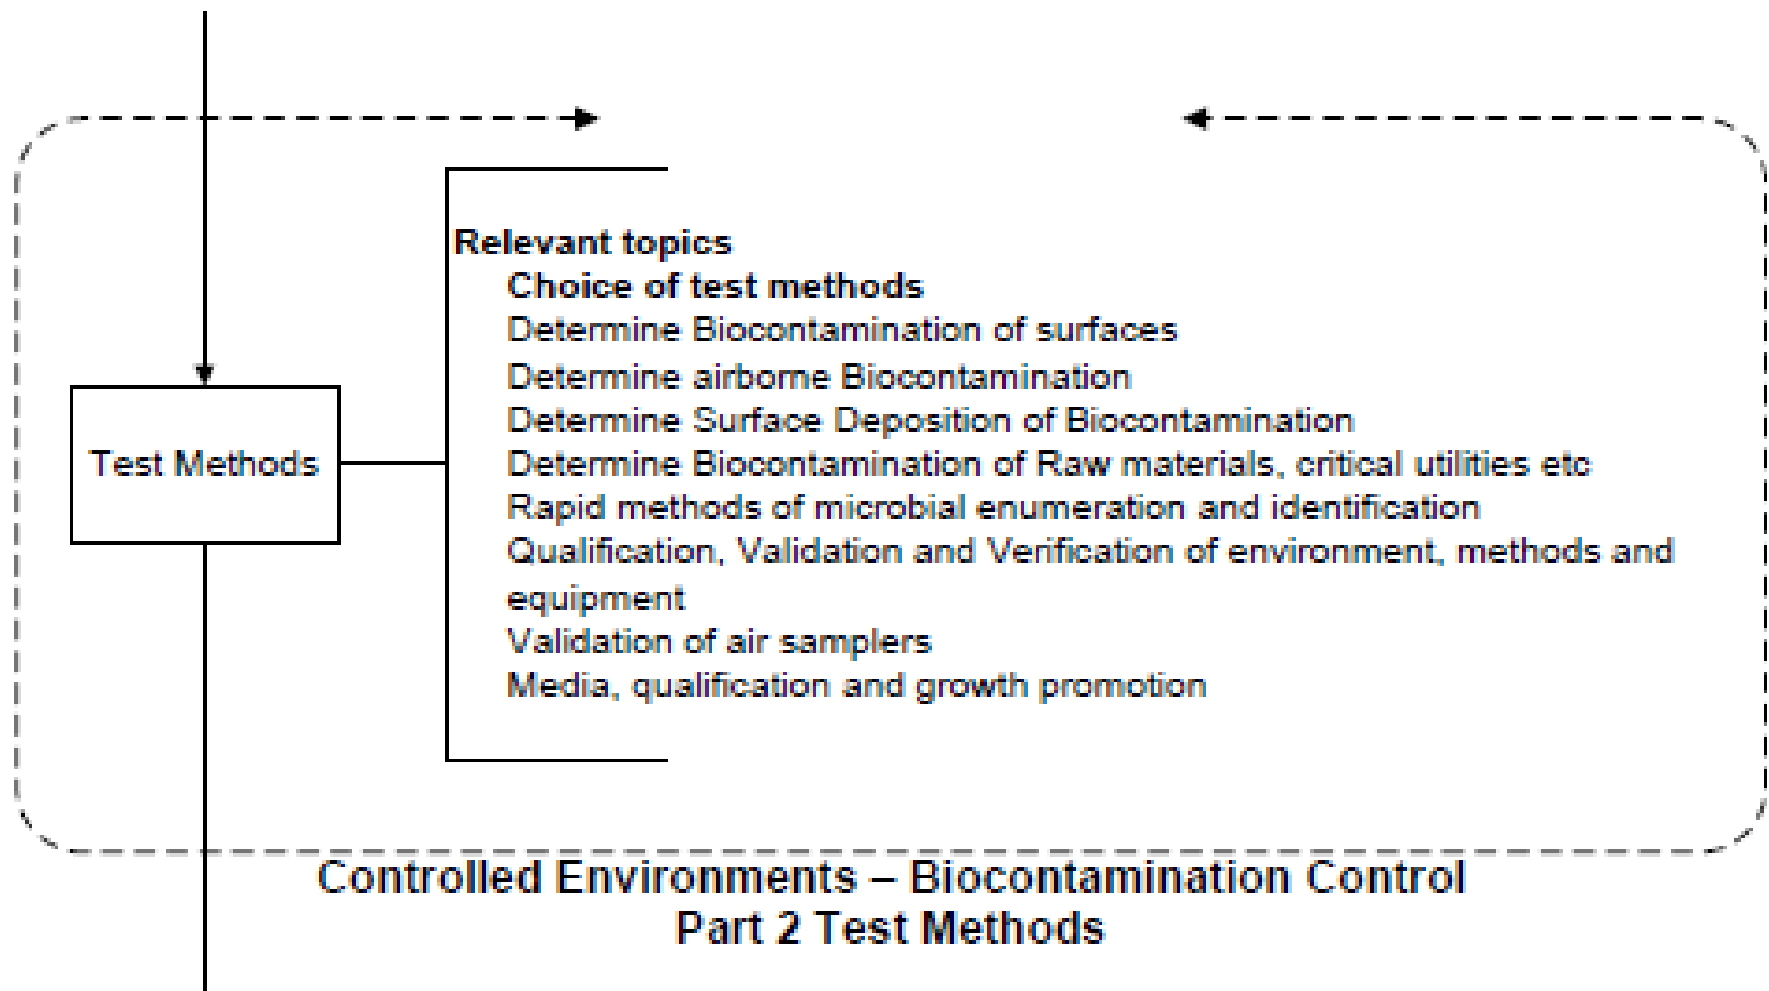 Relevant topics
Choice of test methods
Determine Biocontamination of surfaces
Determine airborne Biocontamination
Determine Surface Deposition of Biocontamination
Test Methods
Determine Biocontamination of Raw materials, critical utilities etc
Rapid methods of microbial enumeration and identification
Qualification, Validation and Verification of environment, methods and
equipment
Validation of air samplers
Media, qualification and growth promotion
Controlled Environments – Biocontamination Control
Part 2 Test Methods